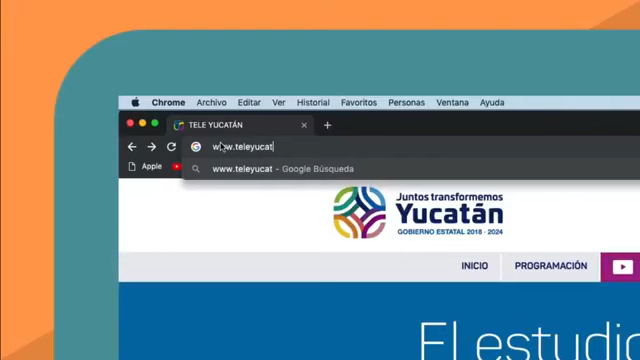 Chrome Archivo Editar Ver Historial Favoritos Personas Ventana Ayuda
TELE YUCATÁN
www.teleyucat
Apple
www.teleyucat - Google Búsqueda
Juntos transformemos
Yucatán
GOBIERNO ESTATAL 2018 - 2024
INICIO PROGRAMACIÓN
El estudio